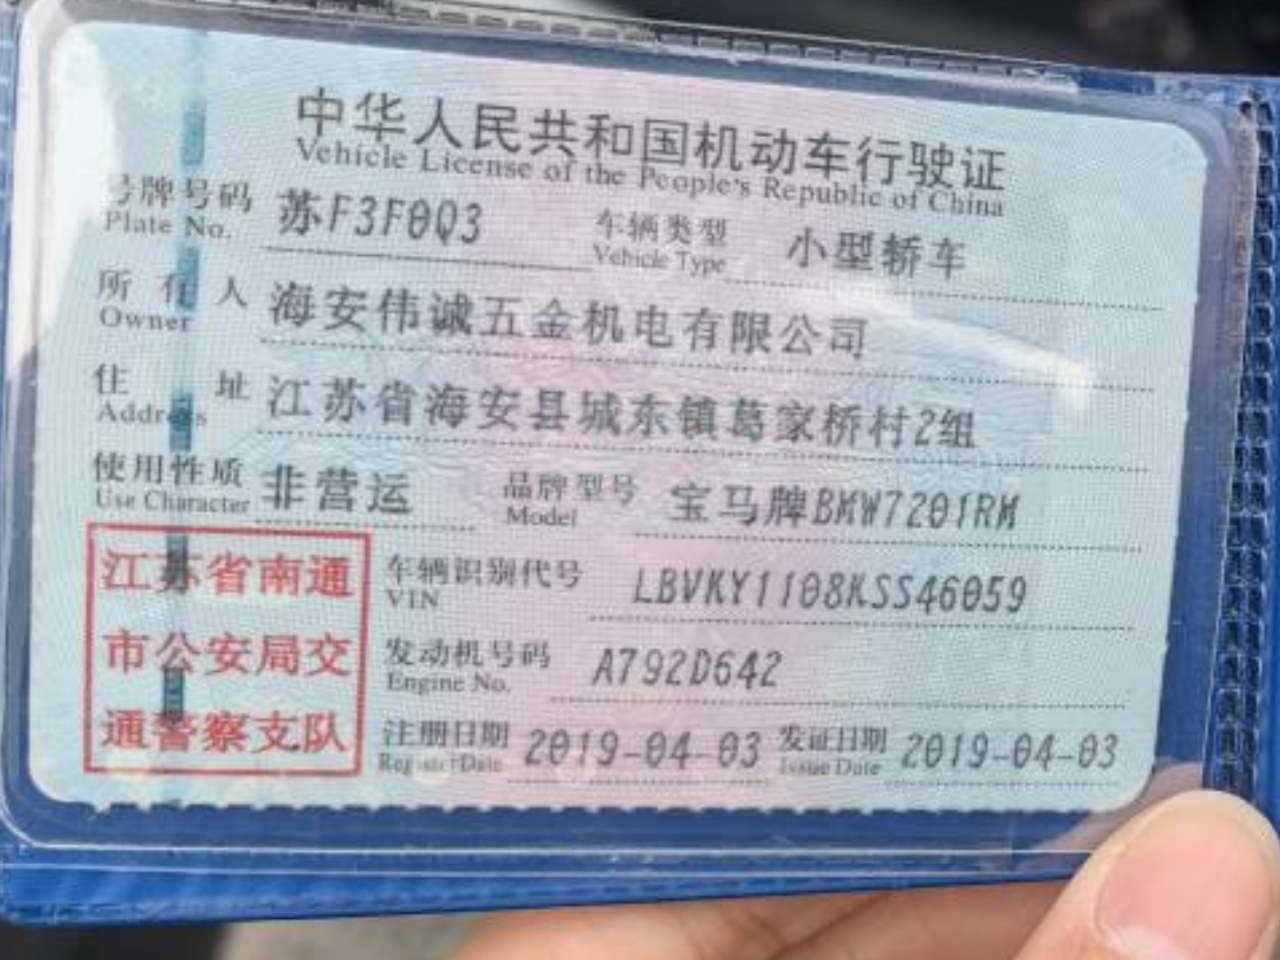 中华人民共和国机动车行驶证
Vehicle License of the People's Republic of China
号牌号码 苏F3F0Q3 车辆类型 小型轿车
Plate No. Vehicle Type
所有人 海安伟诚五金机电有限公司
Owner
住址 江苏省海安县城东镇葛家桥村2组
Address
使用性质 非营运 品牌型号 宝马牌BMW7201RM
Use Character Model
江苏省南通
市公安局交
通警察支队
车辆识别代号 LBVKY1108KSS46059
VIN
发动机号码 A792D642
Engine No.
注册日期 2019-04-03 发证日期 2019-04-03
Register Date Issue Date